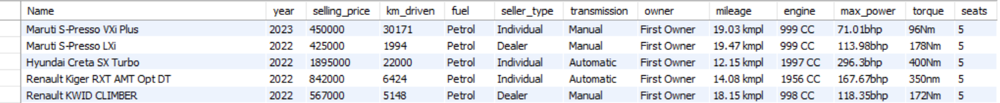 Name year selling_price km_driven fuel seller_type transmission owner mileage engine max_power torque seats
Maruti S-Presso VXi Plus 2023 450000 30171 Petrol Individual Manual First Owner 19.03 kmpl 999 CC 71.01bhp 96Nm 5
Maruti S-Presso LXi 2022 425000 1994 Petrol Dealer Manual First Owner 19.47 kmpl 999 CC 113.98bhp 178Nm 5
Hyundai Creta SX Turbo 2022 1895000 22000 Petrol Individual Automatic First Owner 12.15 kmpl 1997 CC 296.3bhp 400Nm 5
Renault Kiger RXT AMT Opt DT 2022 842000 6424 Petrol Individual Automatic First Owner 14.08 kmpl 1956 CC 167.67bhp 350nm 5
Renault KWID CLIMBER 2022 567000 5148 Petrol Dealer Manual First Owner 18.15 kmpl 998 CC 118.35bhp 172Nm 5